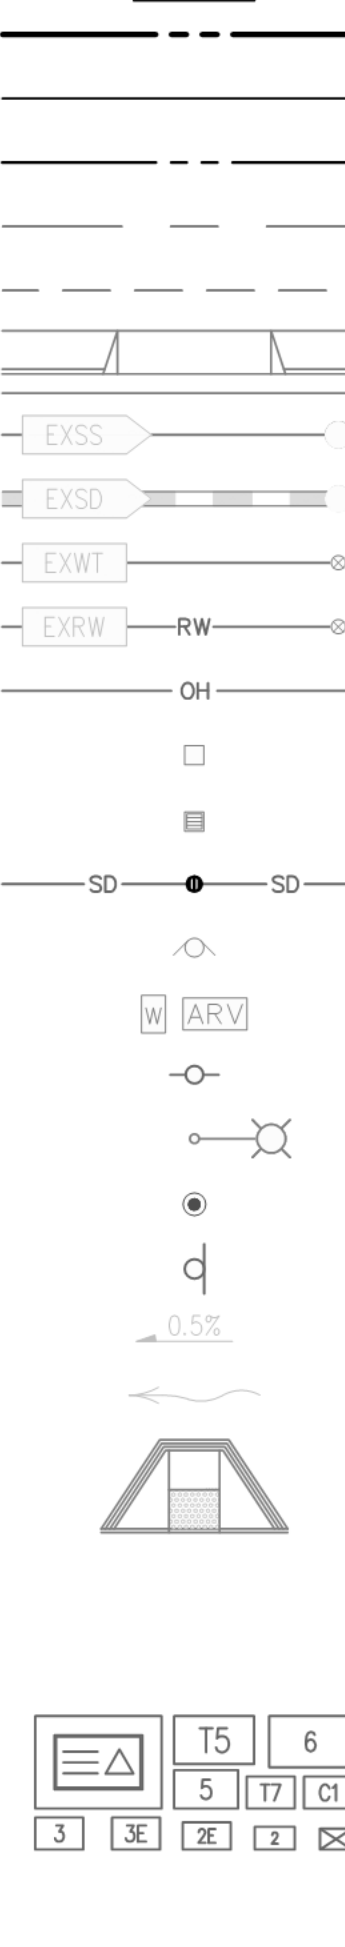 EXSS
EXSD
EXWT
EXRW RW
OH
SD SD
W ARV
0.5%
T5 6
5 T7 C1
3 3E 2E 2